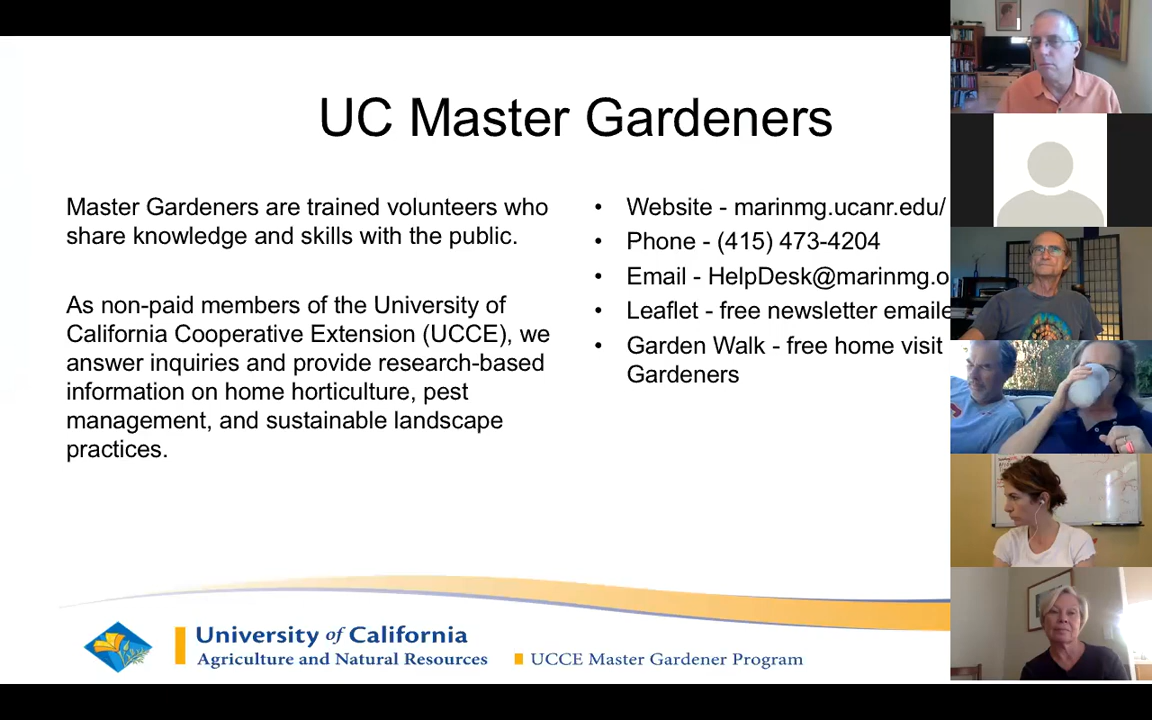 UC Master Gardeners
Master Gardeners are trained volunteers who
share knowledge and skills with the public.
As non-paid members of the University of
California Cooperative Extension (UCCE), we
answer inquiries and provide research-based
information on home horticulture, pest
management, and sustainable landscape
practices.
• Website - marinmg.ucanr.edu/
• Phone - (415) 473-4204
• Email - HelpDesk@marinmg.o
• Leaflet - free newsletter emaile
• Garden Walk - free home visit
Gardeners
University of California
Agriculture and Natural Resources
UCCE Master Gardener Program